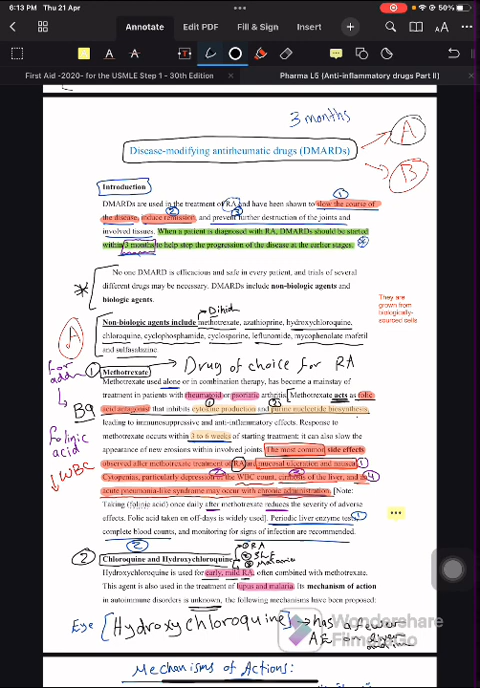 6:13 PM Thu 21 Apr
50%
Annotate Edit PDF Fill & Sign Insert
First Aid -2020- for the USMLE Step 1 - 30th Edition
Pharma L5 (Anti-inflammatory drugs Part II)
3 months
Disease-modifying antirheumatic drugs (DMARDs)
A
B
Introduction
DMARDs are used in the treatment of RA and have been shown to slow the course of
the disease, induce remission, and prevent further destruction of the joints and
involved tissues. When a patient is diagnosed with RA, DMARDs should be started
within 3 months to help stop the progression of the disease at the earlier stages.
No one DMARD is efficacious and safe in every patient, and trials of several
different drugs may be necessary. DMARDs include non-biologic agents and
biologic agents.
They are
grown from
biologically-
sourced cells
A
Non-biologic agents include methotrexate, azathioprine, hydroxychloroquine,
chloroquine, cyclophosphamide, cyclosporine, leflunomide, mycophenolate mofetil
and sulfasalazine
1 Methotrexate → Drug of choice for RA
Methotrexate used alone or in combination therapy, has become a mainstay of
treatment in patients with rheumatoid or psoriatic arthritis. Methotrexate acts as folic
acid antagonist that inhibits cytokine production and purine nucleotide biosynthesis,
leading to immunosuppressive and anti-inflammatory effects. Response to
methotrexate occurs within 3 to 6 weeks of starting treatment; it can also slow the
appearance of new erosions within involved joints. The most common side effects
observed after methotrexate treatment of RA are mucosal ulceration and nausea.
Cytopenias, particularly depression of the WBC count, cirrhosis of the liver, and an
acute pneumonia-like syndrome may occur with chronic administration. [Note:
Taking (folinic acid) once daily after methotrexate reduces the severity of adverse
effects. Folic acid taken on off-days is widely used]. Periodic liver enzyme tests,
complete blood counts, and monitoring for signs of infection are recommended.
B9
Folinic
acid
↓ WBC
2 Chloroquine and Hydroxychloroquine
① RA
② SLE
③ Malaria
Hydroxychloroquine is used for early, mild RA, often combined with methotrexate.
This agent is also used in the treatment of lupus and malaria. Its mechanism of action
in autoimmune disorders is unknown, the following mechanisms have been proposed:
Eye [Hydroxychloroquine] → has a fewer
AE on liver
Wondershare
Filmora Go
Mechanisms of Actions: